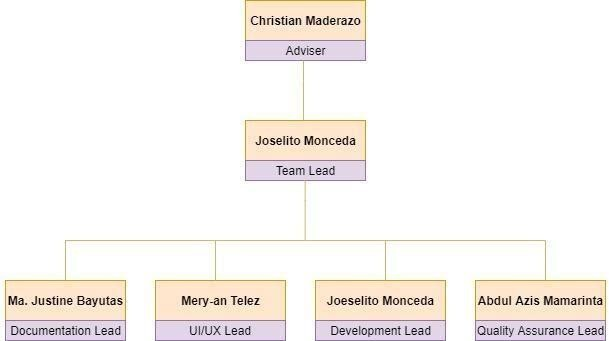 Christian Maderazo
Adviser
Joselito Monceda
Team Lead
Ma. Justine Bayutas
Documentation Lead
Mery-an Telez
UI/UX Lead
Joeselito Monceda
Development Lead
Abdul Azis Mamarinta
Quality Assurance Lead